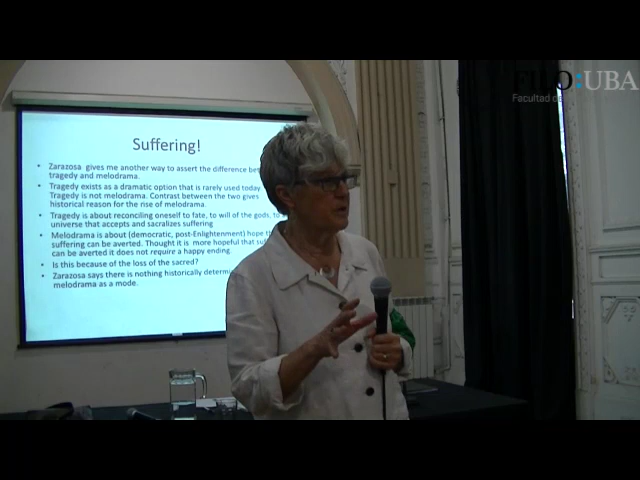 :UBA
Facultad de
Suffering!
• Zarazosa gives me another way to assert the difference
tragedy and melodrama.
• Tragedy exists as a dramatic option that is rarely used today
Tragedy is not melodrama. Contrast between the two gives
historical reason for the rise of melodrama.
• Tragedy is about reconciling oneself to fate, to will of the gods, to
universe that accepts and sacralizes suffering
• Melodrama is about (democratic, post-Enlightenment) hope
suffering can be averted. Thought it is more hopeful that
can be averted it does not require a happy ending.
• Is this because of the loss of the sacred?
• Zarazosa says there is nothing historically
melodrama as a mode.